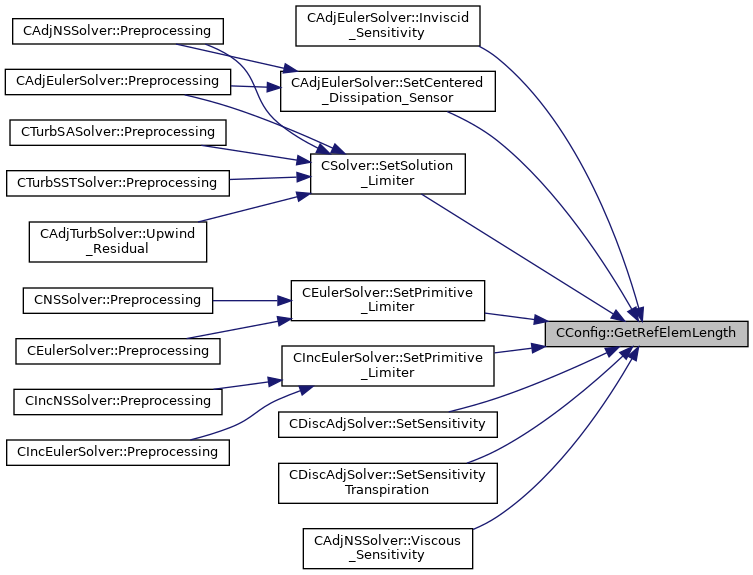 CAdjEulerSolver::Inviscid
_Sensitivity
CAdjNSSolver::Preprocessing
CAdjEulerSolver::SetCentered
_Dissipation_Sensor
CAdjEulerSolver::Preprocessing
CTurbSASolver::Preprocessing
CSolver::SetSolution
_Limiter
CTurbSSTSolver::Preprocessing
CAdjTurbSolver::Upwind
_Residual
CEulerSolver::SetPrimitive
_Limiter
CNSSolver::Preprocessing
CConfig::GetRefElemLength
CEulerSolver::Preprocessing
CIncEulerSolver::SetPrimitive
_Limiter
CIncNSSolver::Preprocessing
CDiscAdjSolver::SetSensitivity
CIncEulerSolver::Preprocessing
CDiscAdjSolver::SetSensitivity
Transpiration
CAdjNSSolver::Viscous
_Sensitivity